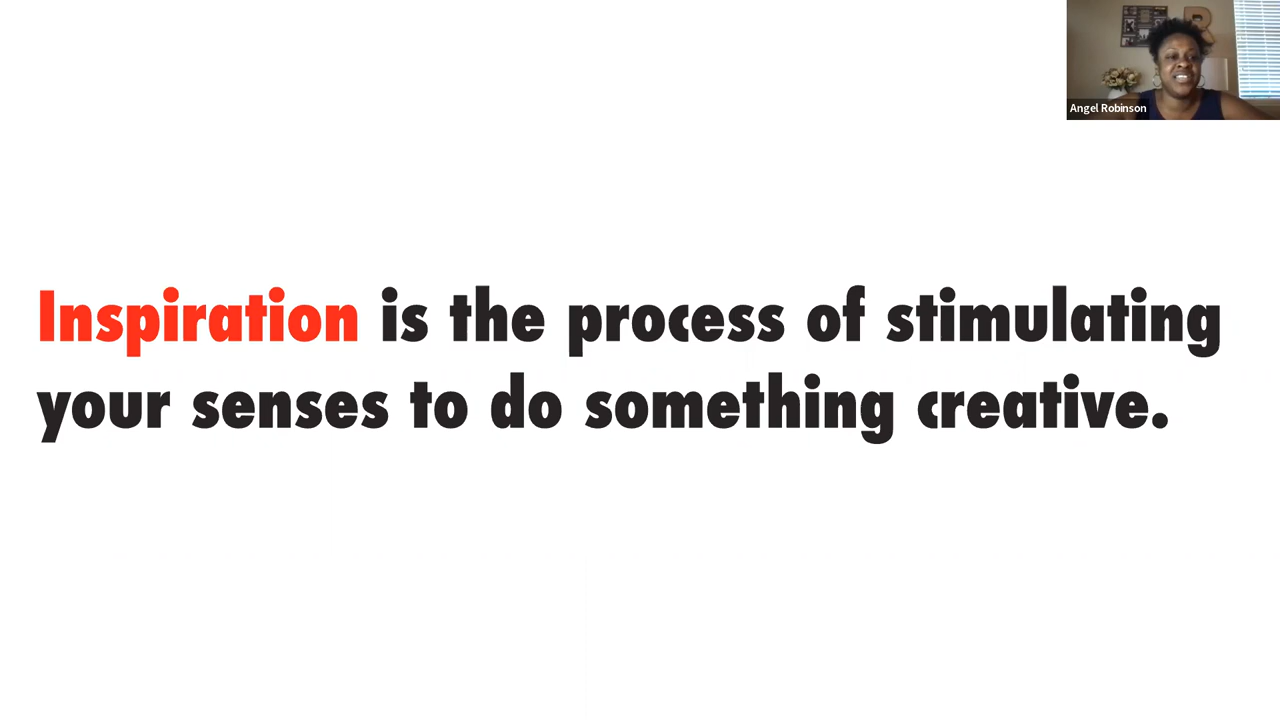 Angel Robinson
Inspiration is the process of stimulating
your senses to do something creative.